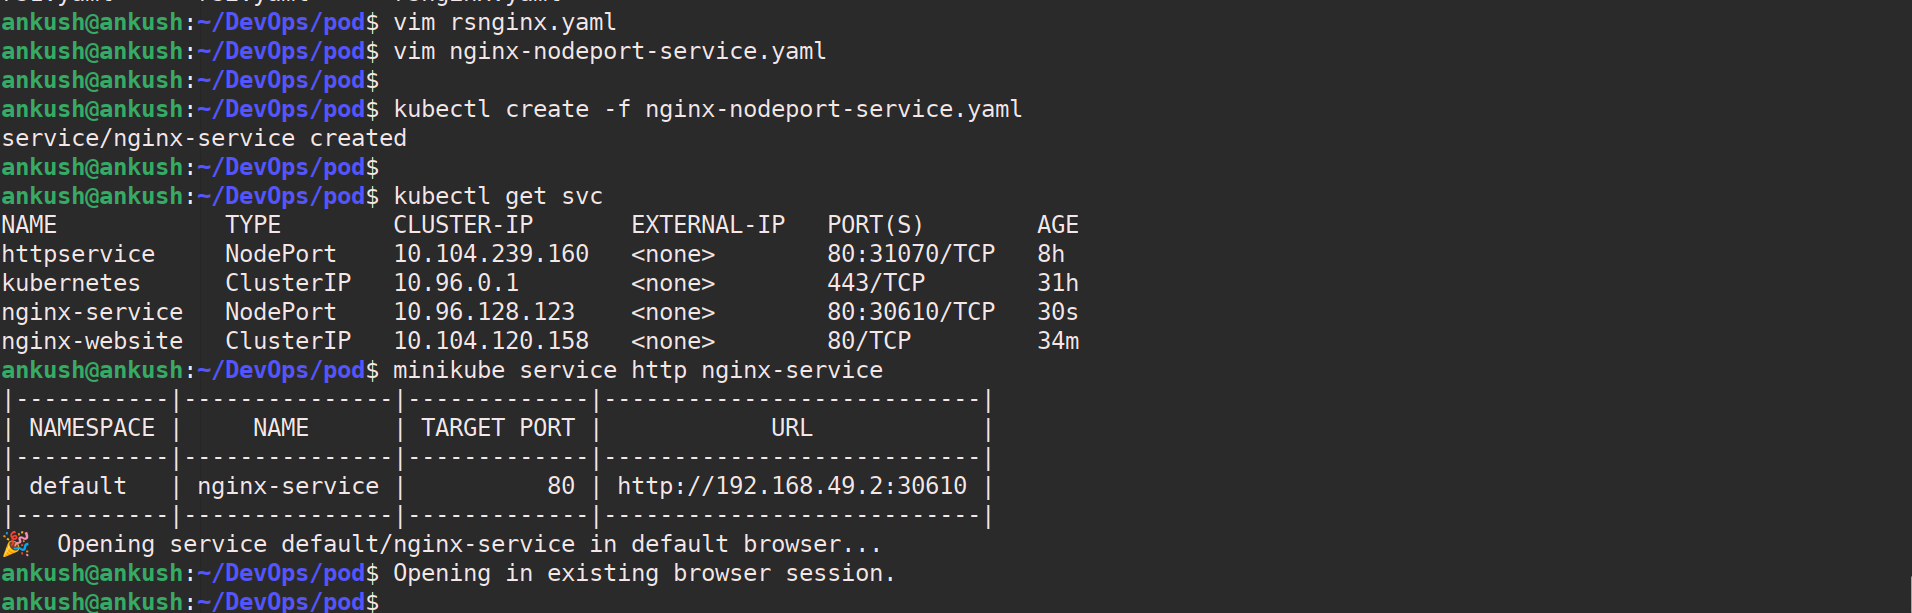 ankush@ankush:~/DevOps/pod$ vim rsnginx.yaml
ankush@ankush:~/DevOps/pod$ vim nginx-nodeport-service.yaml
ankush@ankush:~/DevOps/pod$
ankush@ankush:~/DevOps/pod$ kubectl create -f nginx-nodeport-service.yaml
service/nginx-service created
ankush@ankush:~/DevOps/pod$
ankush@ankush:~/DevOps/pod$ kubectl get svc
NAME            TYPE        CLUSTER-IP       EXTERNAL-IP   PORT(S)        AGE
httpservice     NodePort    10.104.239.160   <none>        80:31070/TCP   8h
kubernetes      ClusterIP   10.96.0.1        <none>        443/TCP        31h
nginx-service   NodePort    10.96.128.123    <none>        80:30610/TCP   30s
nginx-website   ClusterIP   10.104.120.158   <none>        80/TCP         34m
ankush@ankush:~/DevOps/pod$ minikube service http nginx-service
|-----------|---------------|-------------|---------------------------|
| NAMESPACE |     NAME      | TARGET PORT |            URL            |
|-----------|---------------|-------------|---------------------------|
| default   | nginx-service |          80 | http://192.168.49.2:30610 |
|-----------|---------------|-------------|---------------------------|
🎉  Opening service default/nginx-service in default browser...
ankush@ankush:~/DevOps/pod$ Opening in existing browser session.
ankush@ankush:~/DevOps/pod$